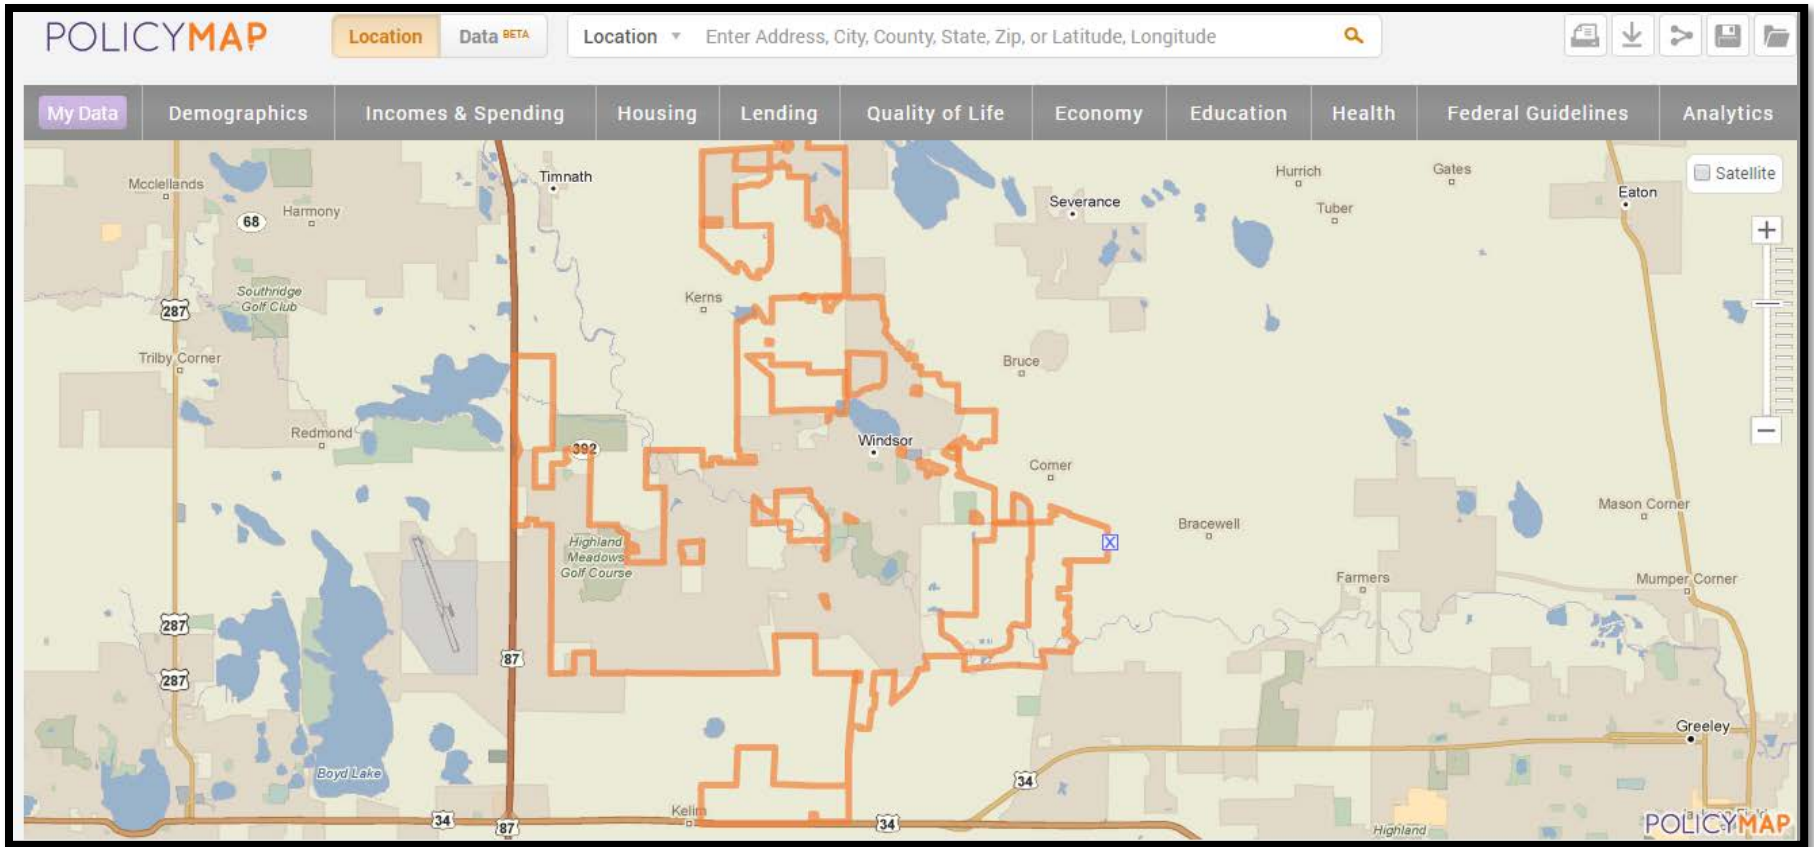 POLICYMAP
Location
Data BETA
Location
Enter Address, City, County, State, Zip, or Latitude, Longitude
My Data
Demographics
Incomes & Spending
Housing
Lending
Quality of Life
Economy
Education
Health
Federal Guidelines
Analytics
Satellite
Timnath
Mcclellands
Harmony
68
Severance
Hurrich
Gates
Tuber
Eaton
+
Southridge
Golf Club
287
Kerns
Trilby Corner
Bruce
Redmond
392
Windsor
Corner
Mason Corner
Bracewell
Highland
Meadows
Golf Course
Farmers
Mumper Corner
287
87
287
Greeley
Boyd Lake
34
Kelim
34
87
34
Highland
POLICYMAP